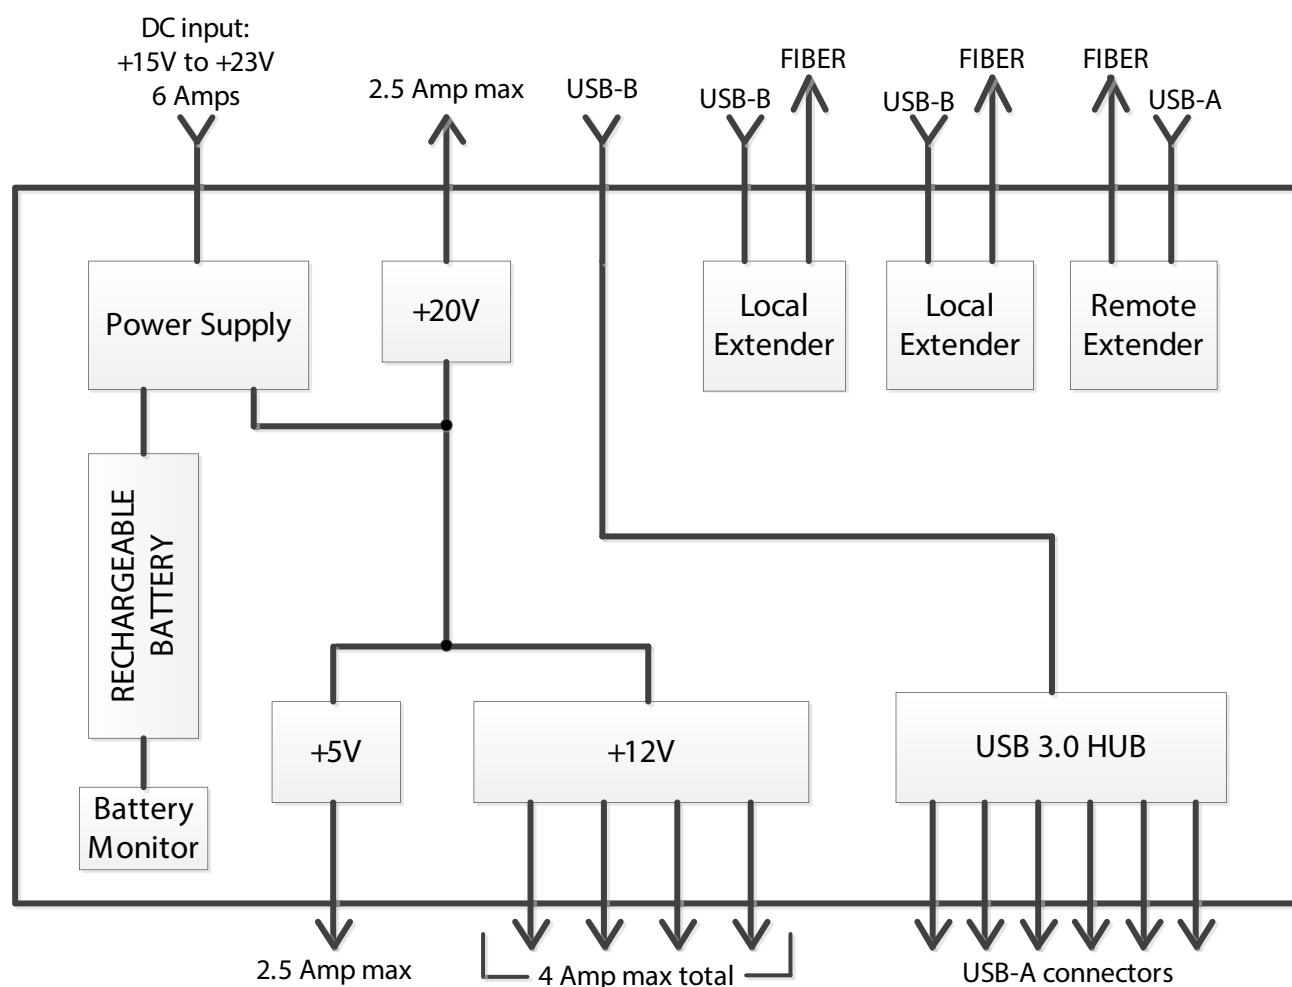 DC input:
+15V to +23V
6 Amps
2.5 Amp max
USB-B
USB-B
FIBER
USB-B
FIBER
FIBER
USB-A
Power Supply
+20V
Local
Extender
Local
Extender
Remote
Extender
RECHARGEABLE
BATTERY
+5V
+12V
USB 3.0 HUB
Battery
Monitor
2.5 Amp max
4 Amp max total
USB-A connectors